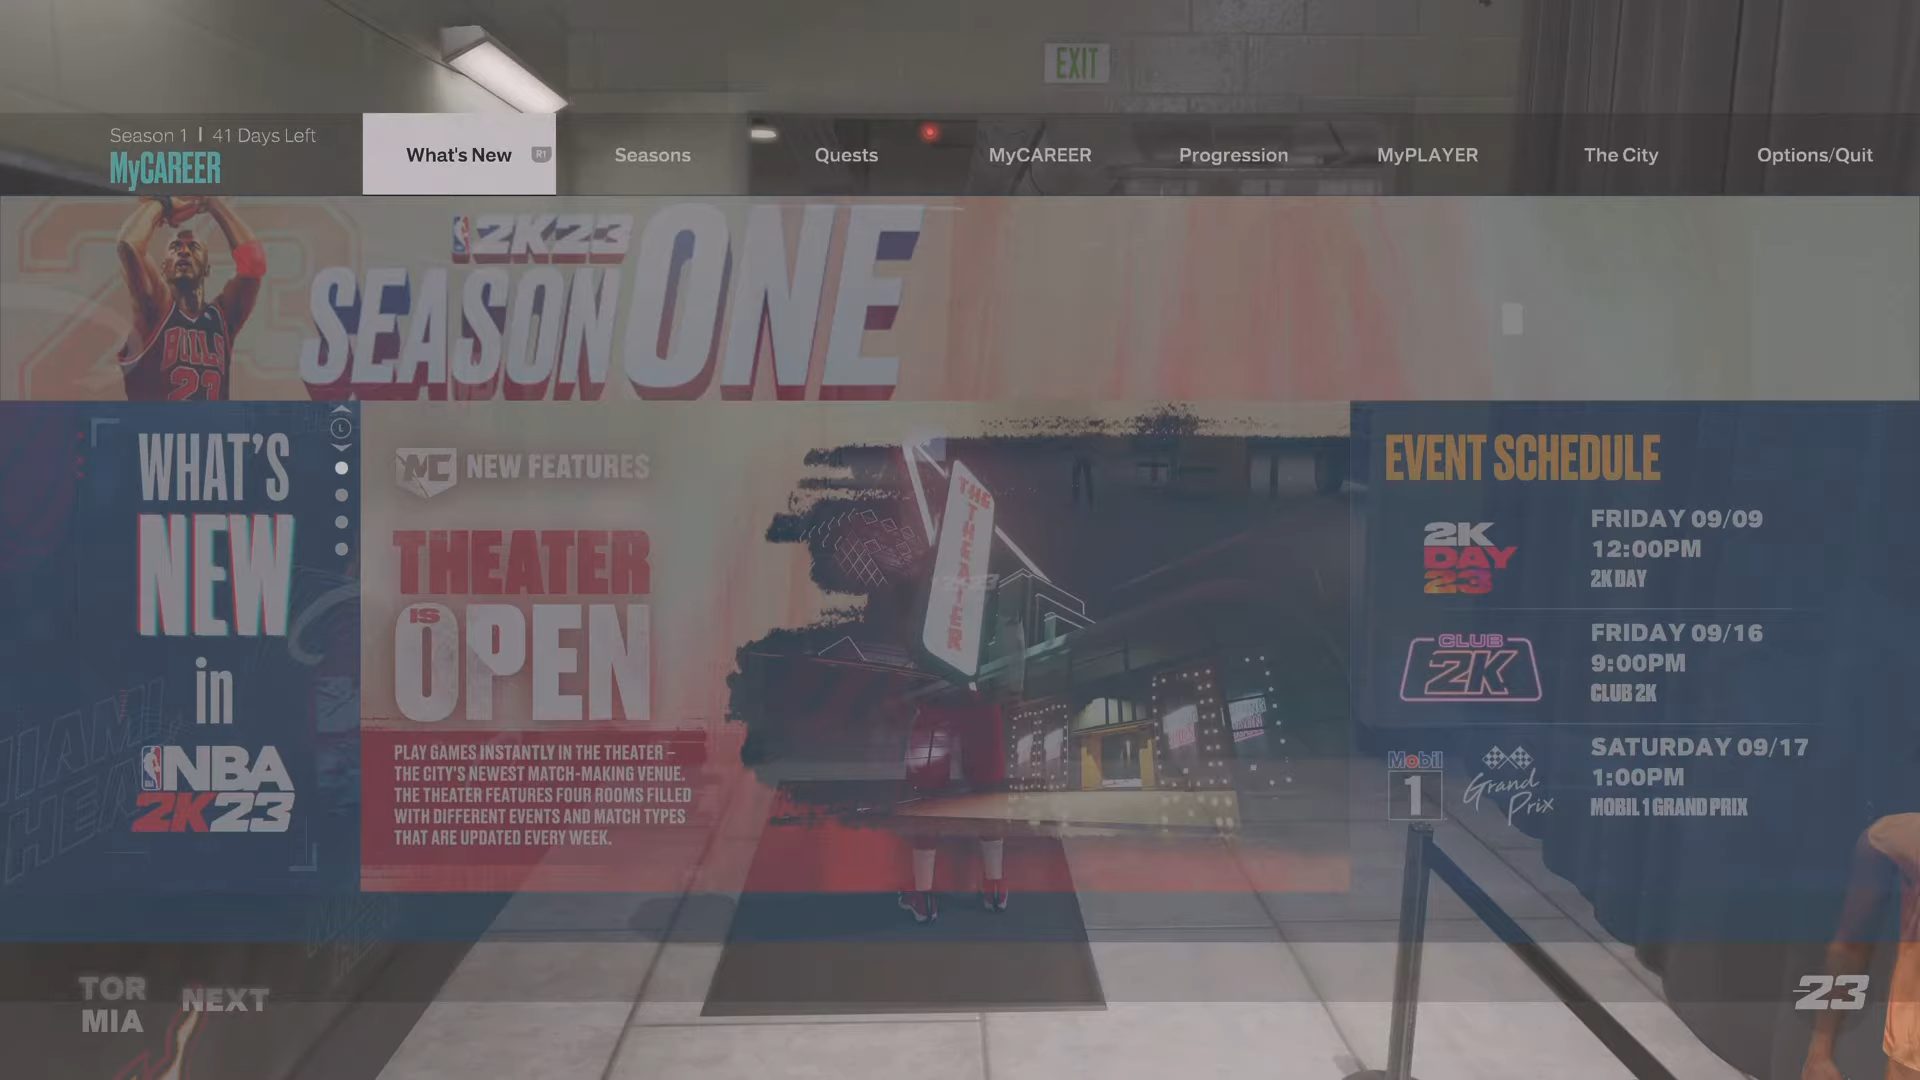 EXIT
Season 1 | 41 Days Left
MyCAREER
What's New R1
Seasons
Quests
MyCAREER
Progression
MyPLAYER
The City
Options/Quit
BULLS
23
2K23
SEASON ONE
WHAT'S
NEW
in
NBA
2K23
L
NC NEW FEATURES
THEATER
IS
OPEN
PLAY GAMES INSTANTLY IN THE THEATER –
THE CITY'S NEWEST MATCH-MAKING VENUE.
THE THEATER FEATURES FOUR ROOMS FILLED
WITH DIFFERENT EVENTS AND MATCH TYPES
THAT ARE UPDATED EVERY WEEK.
THE THEATER
EVENT SCHEDULE
2K
DAY
23
FRIDAY 09/09
12:00PM
2K DAY
CLUB
2K
FRIDAY 09/16
9:00PM
CLUB 2K
Mobil
1
Grand
Prix
SATURDAY 09/17
1:00PM
MOBIL 1 GRAND PRIX
MIAMI
HEAT
TOR
MIA
NEXT
23